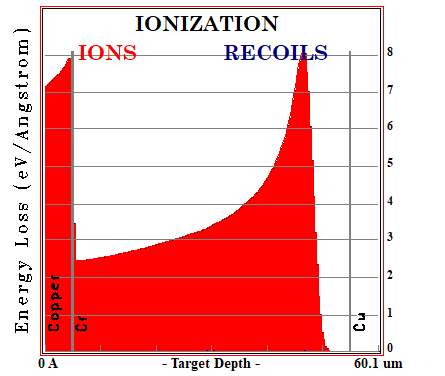 IONIZATION
IONS RECOILS
Energy Loss (eV/Angstrom)
8
7
6
5
4
3
2
1
0
Copper
Cf
Cu
0 A - Target Depth - 60.1 um